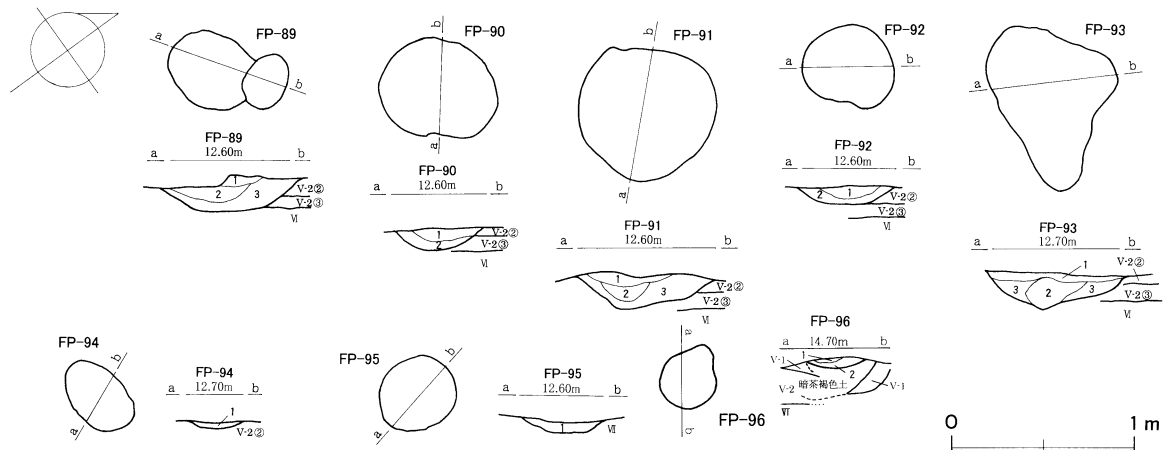 FP-89
a
b
FP-89
a 12.60m b
1
2
3
V-2②
V-2③
VI
FP-90
b
a
FP-90
a 12.60m b
1
2
V-2②
V-2③
VI
FP-91
b
a
FP-91
a 12.60m b
1
2
3
V-2②
V-2③
VI
FP-92
a b
FP-92
a 12.60m b
2 1
V-2②
V-2③
VI
FP-93
a b
FP-93
a 12.70m b
1
V-2②
3 2 3
V-2③
VI
FP-94
b
a
FP-94
a 12.70m b
1
V-2②
FP-95
b
a
FP-95
a 12.60m b
1
VII
a
b
FP-96
FP-96
a 14.70m b
V-1
1
2
暗茶褐色土
V-2
V-1
VI
0 1 m